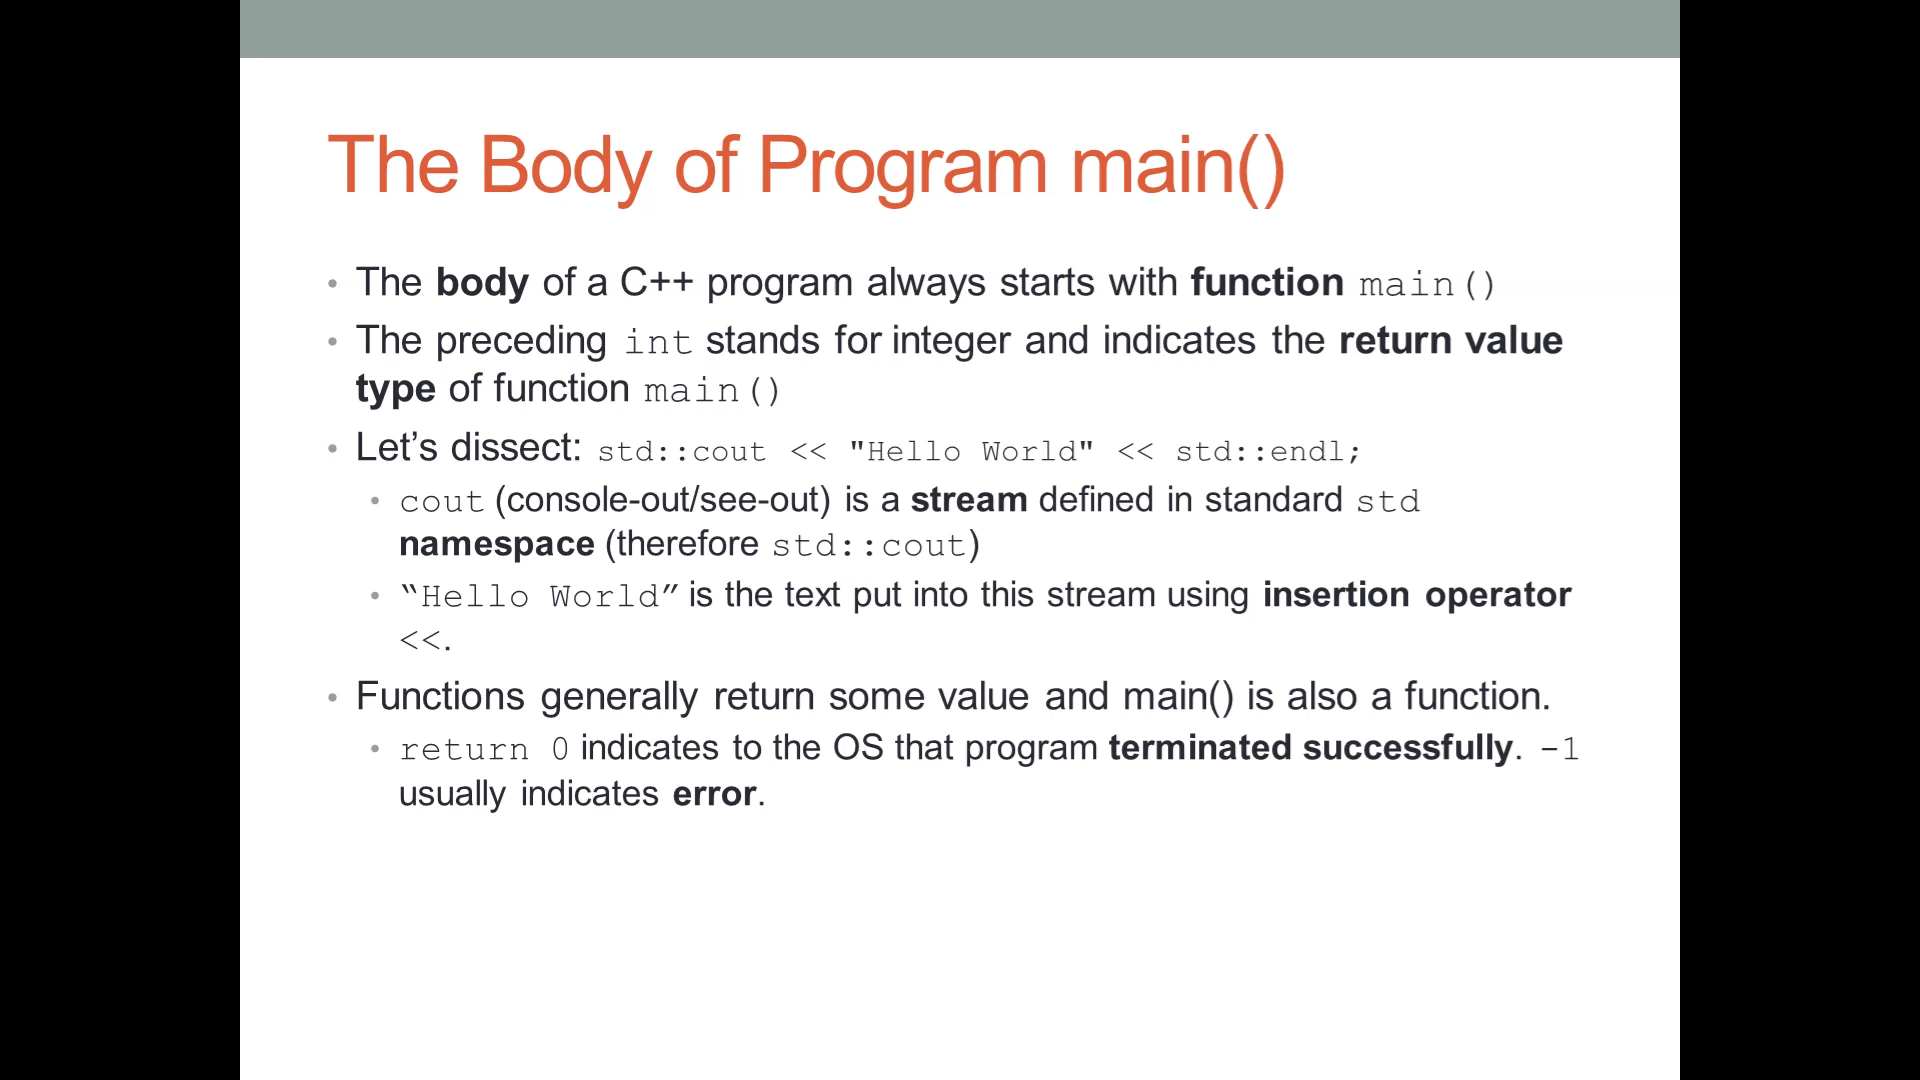 The Body of Program main()
• The body of a C++ program always starts with function main()
• The preceding int stands for integer and indicates the return value
type of function main()
• Let’s dissect: std::cout << "Hello World" << std::endl;
• cout (console-out/see-out) is a stream defined in standard std
namespace (therefore std::cout)
• “Hello World” is the text put into this stream using insertion operator
<<.
• Functions generally return some value and main() is also a function.
• return 0 indicates to the OS that program terminated successfully. -1
usually indicates error.